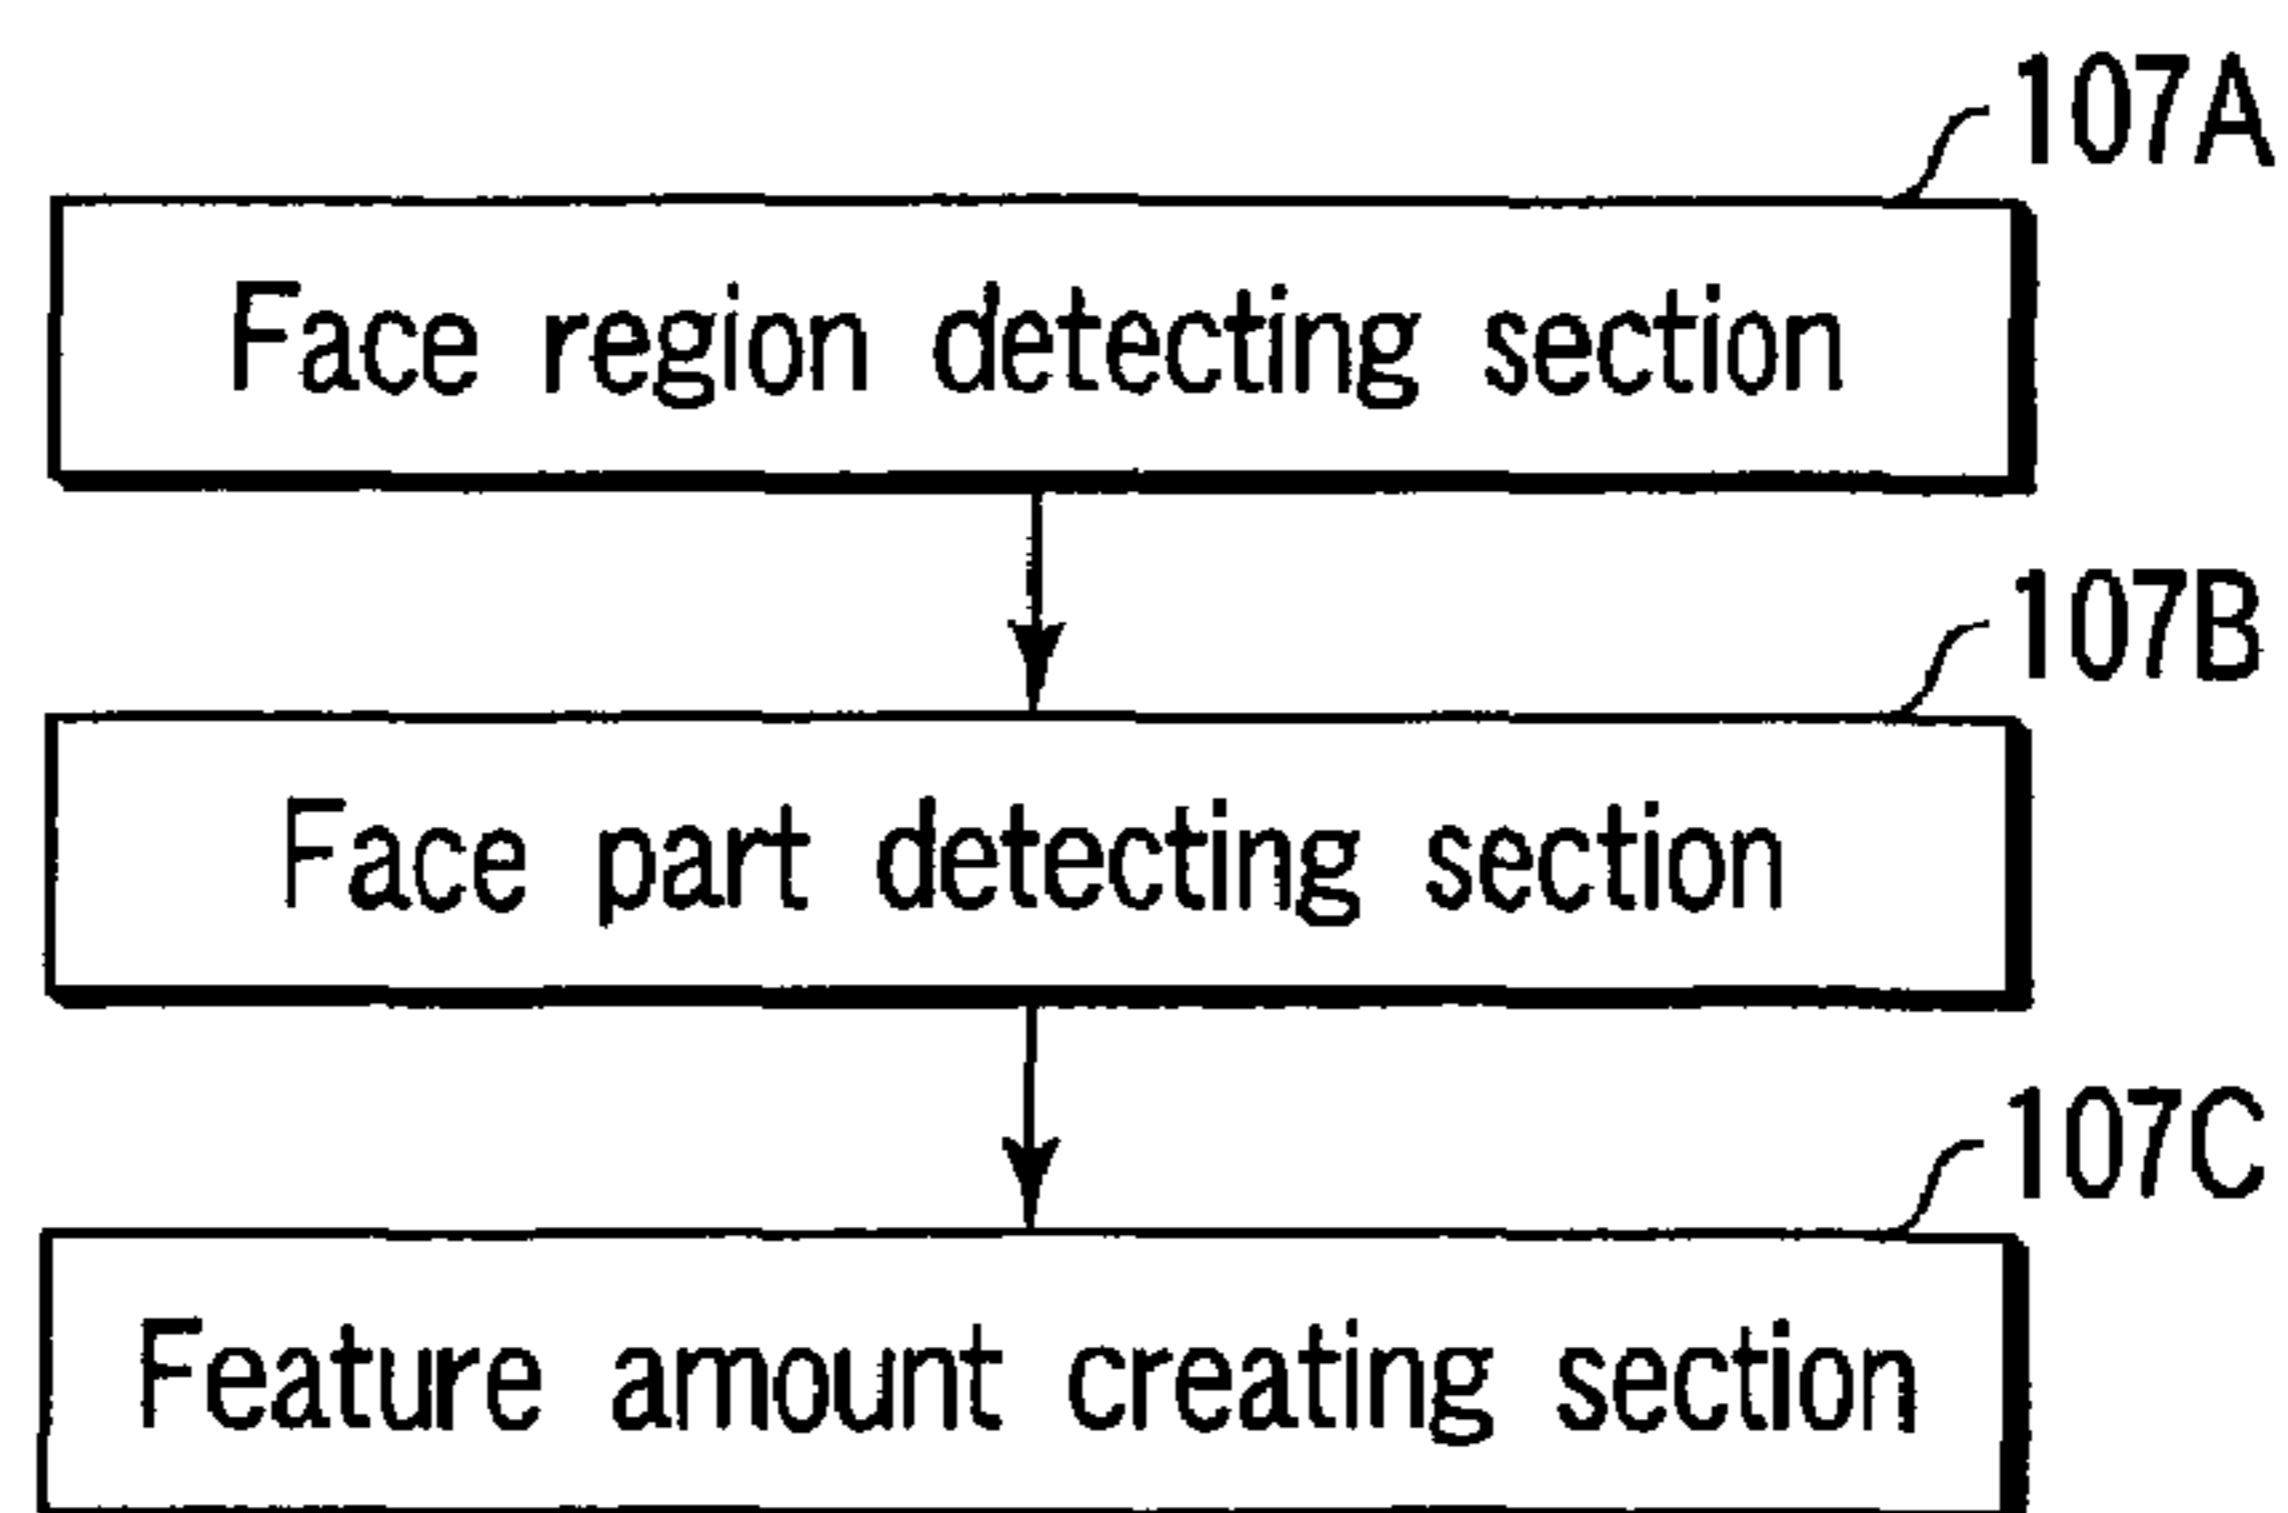 107A
Face region detecting section
107B
Face part detecting section
107C
Feature amount creating section